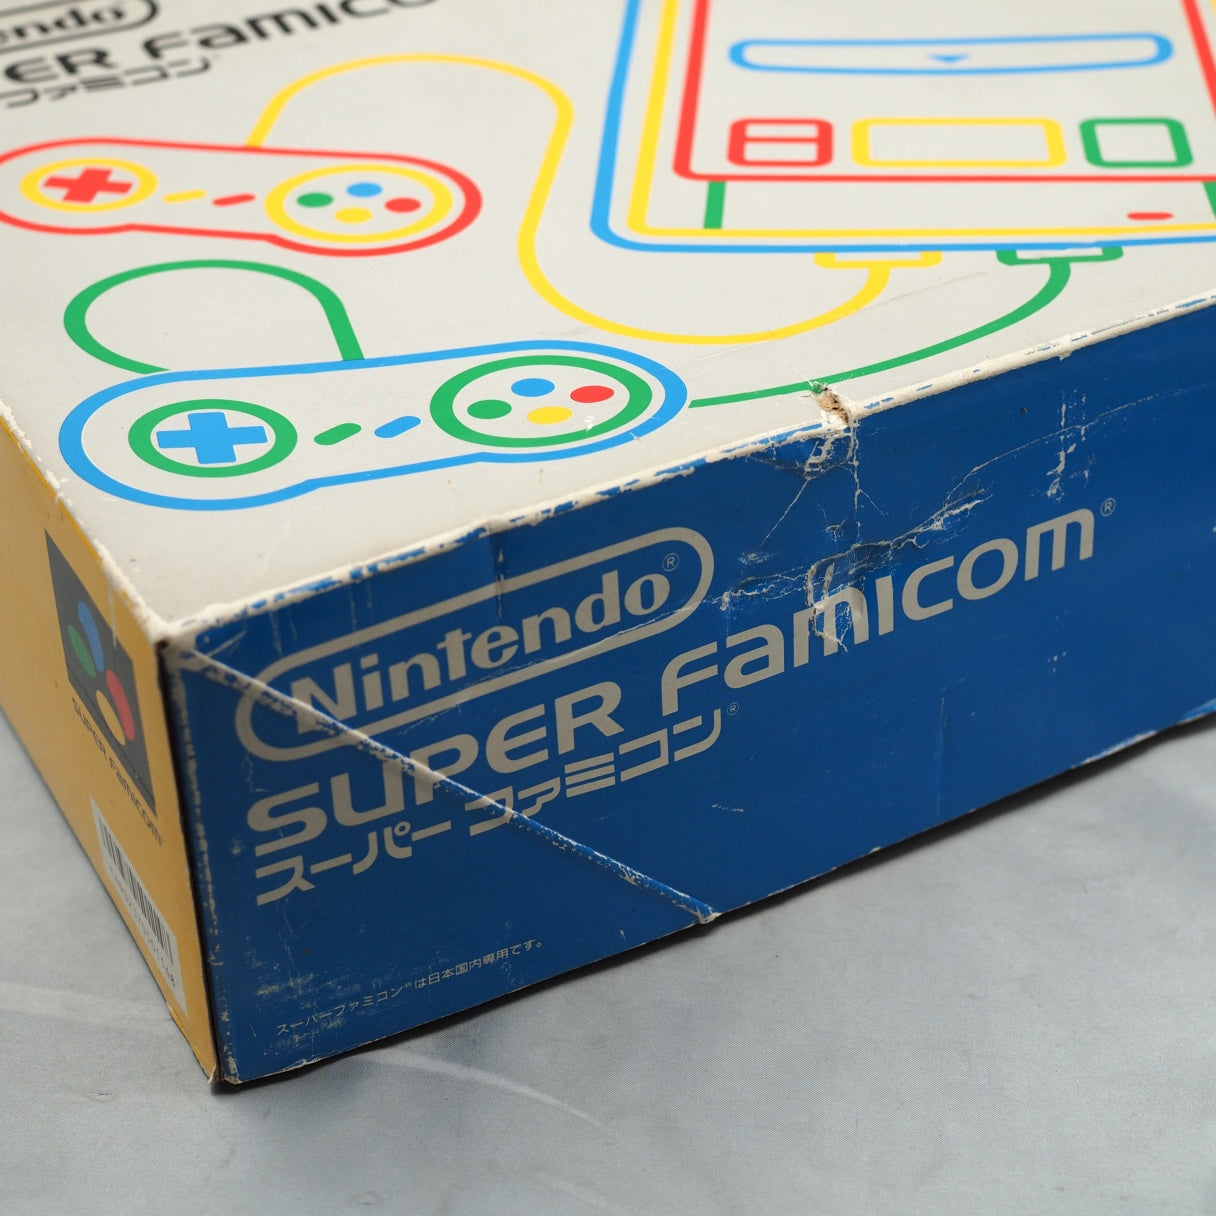 Nintendo
SUPER FAMICOM
ファミコン
Nintendo®
SUPER FAMICOM®
スーパーファミコン®
スーパーファミコン®は日本国内専用です。
SUPER FAMICOM